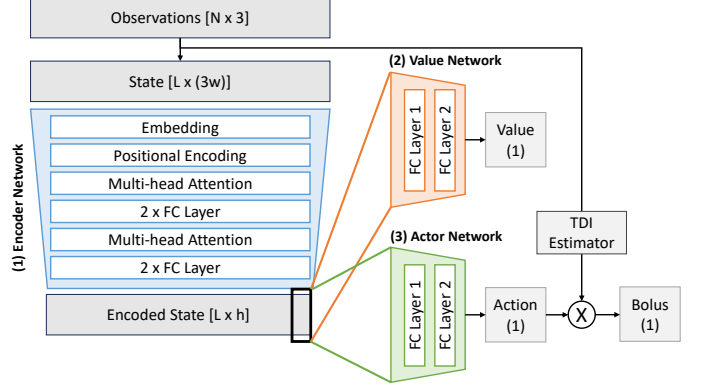 Observations [N x 3]
State [L x (3w)]
(1) Encoder Network
Embedding
Positional Encoding
Multi-head Attention
2 x FC Layer
Multi-head Attention
2 x FC Layer
Encoded State [L x h]
(2) Value Network
FC Layer 1
FC Layer 2
Value
(1)
(3) Actor Network
FC Layer 1
FC Layer 2
Action
(1)
TDI
Estimator
X
Bolus
(1)